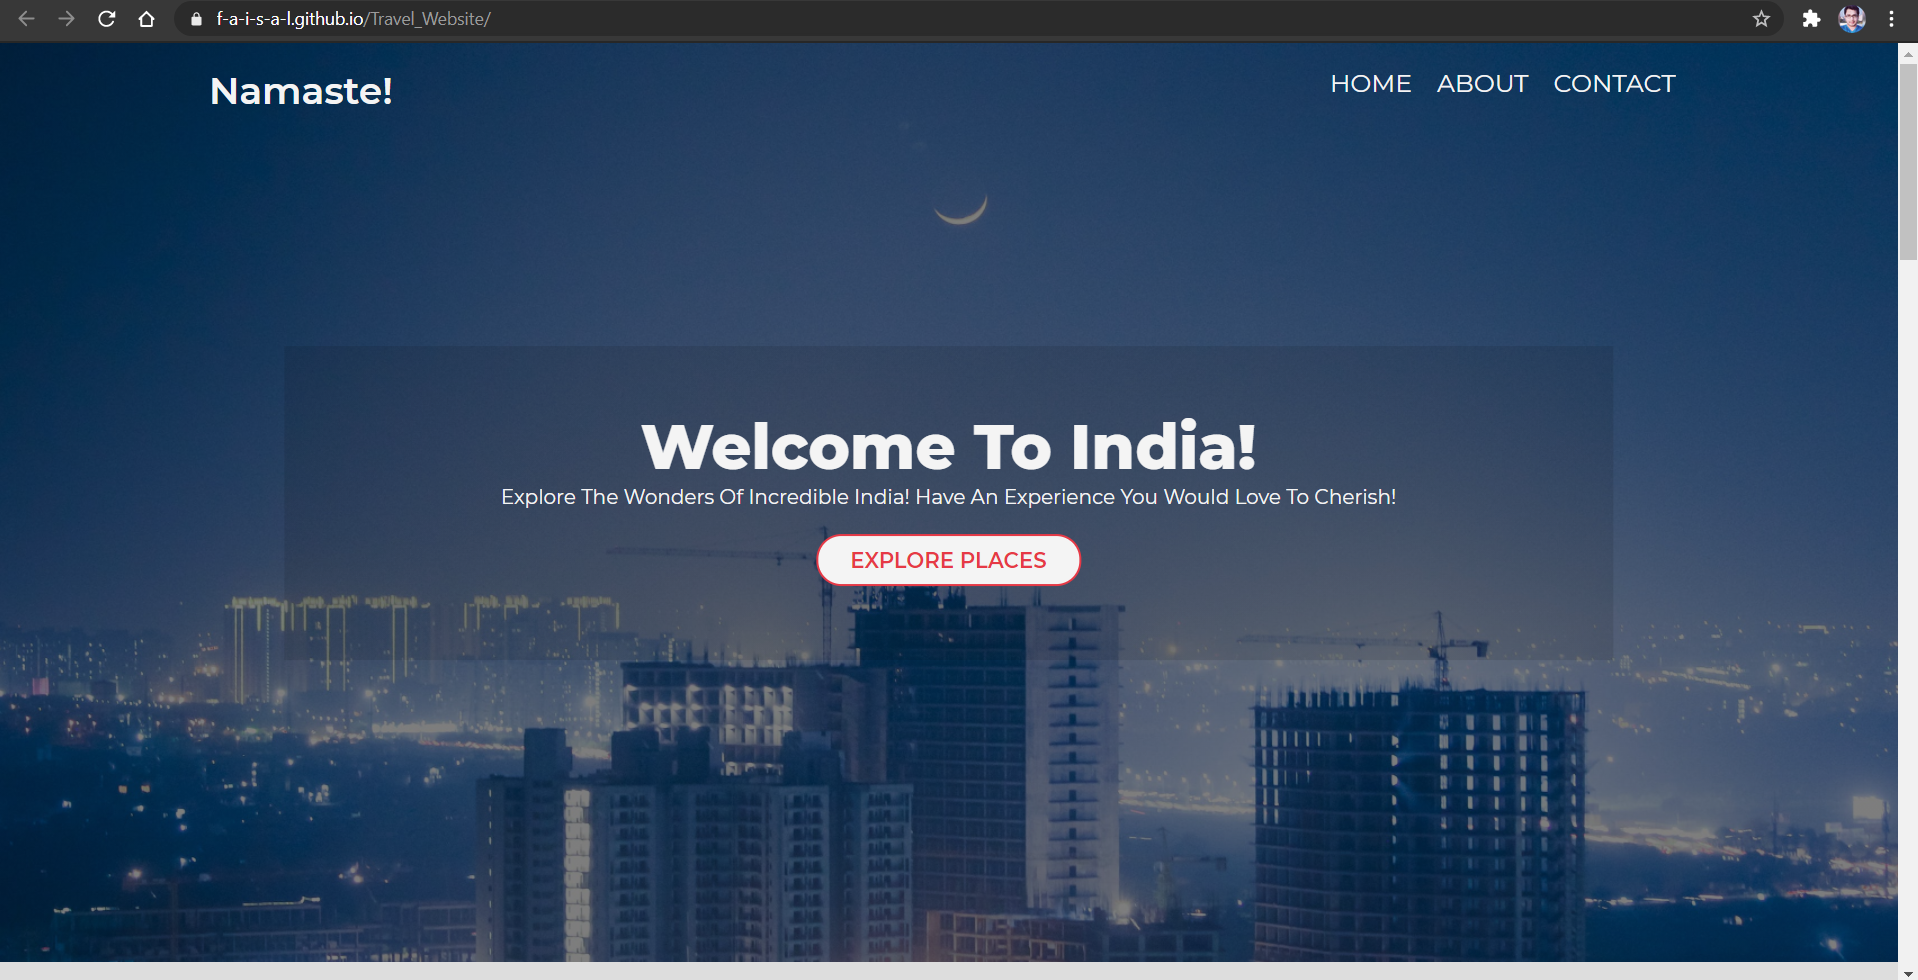 f-a-i-s-a-l.github.io/Travel_Website/
Namaste!
HOME ABOUT CONTACT
Welcome To India!
Explore The Wonders Of Incredible India! Have An Experience You Would Love To Cherish!
EXPLORE PLACES